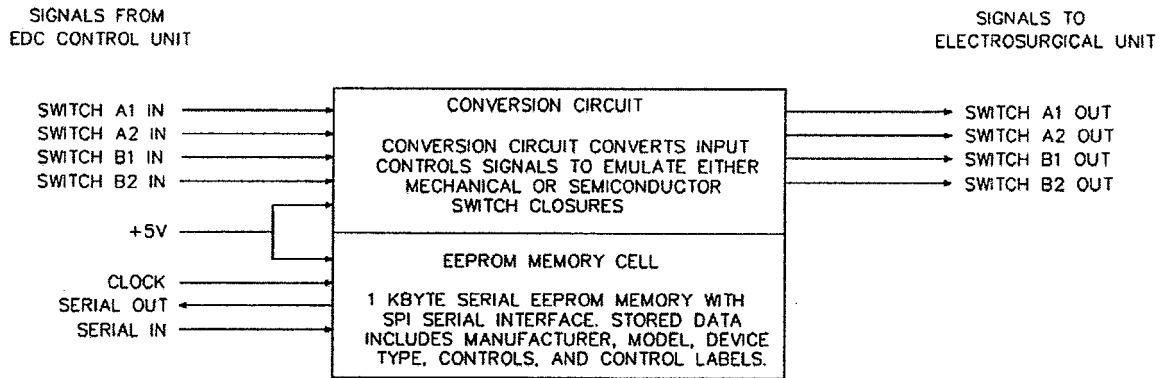 SIGNALS FROM
EDC CONTROL UNIT
SIGNALS TO
ELECTROSURGICAL UNIT
SWITCH A1 IN
SWITCH A2 IN
SWITCH B1 IN
SWITCH B2 IN
+5V
CLOCK
SERIAL OUT
SERIAL IN
CONVERSION CIRCUIT
CONVERSION CIRCUIT CONVERTS INPUT
CONTROLS SIGNALS TO EMULATE EITHER
MECHANICAL OR SEMICONDUCTOR
SWITCH CLOSURES
EEPROM MEMORY CELL
1 KBYTE SERIAL EEPROM MEMORY WITH
SPI SERIAL INTERFACE. STORED DATA
INCLUDES MANUFACTURER, MODEL, DEVICE
TYPE, CONTROLS, AND CONTROL LABELS.
SWITCH A1 OUT
SWITCH A2 OUT
SWITCH B1 OUT
SWITCH B2 OUT